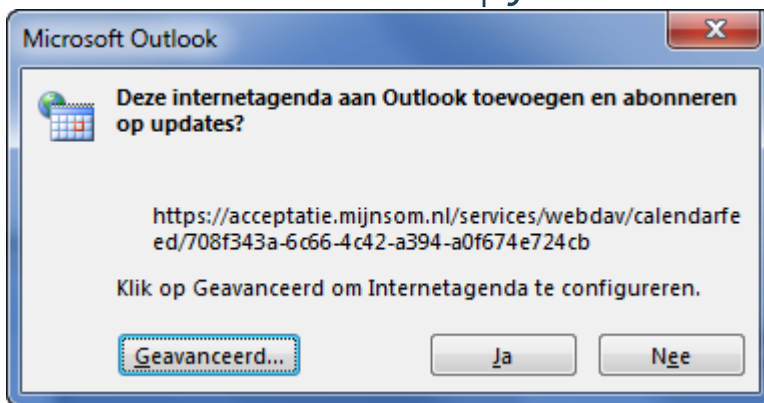 Microsoft Outlook
Deze internetagenda aan Outlook toevoegen en abonneren
op updates?
https://acceptatie.mijnsom.nl/services/webdav/calendarfe
ed/708f343a-6c66-4c42-a394-a0f674e724cb
Klik op Geavanceerd om Internetagenda te configureren.
Geavanceerd...
Ja
Nee